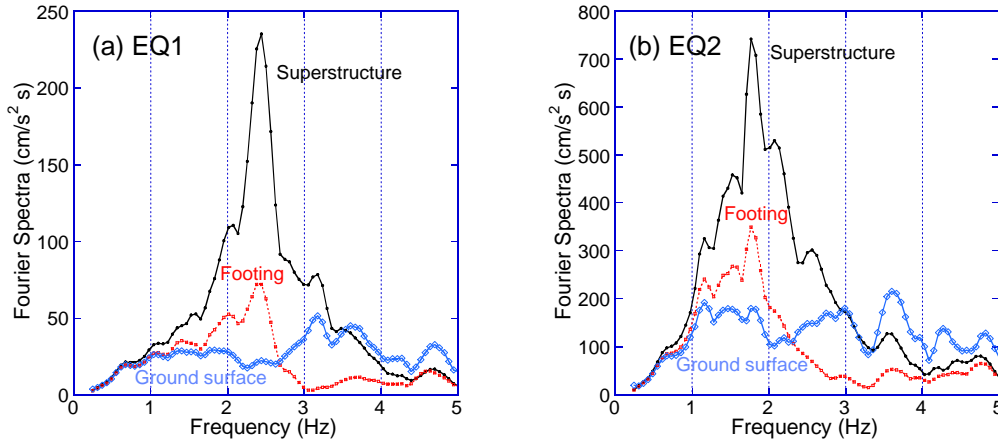 (a) EQ1
Superstructure
Footing
Ground surface
Fourier Spectra (cm/s² s)
250
200
150
100
50
0
0 1 2 3 4 5
Frequency (Hz)
(b) EQ2
Superstructure
Footing
Ground surface
Fourier Spectra (cm/s² s)
800
700
600
500
400
300
200
100
0
0 1 2 3 4 5
Frequency (Hz)